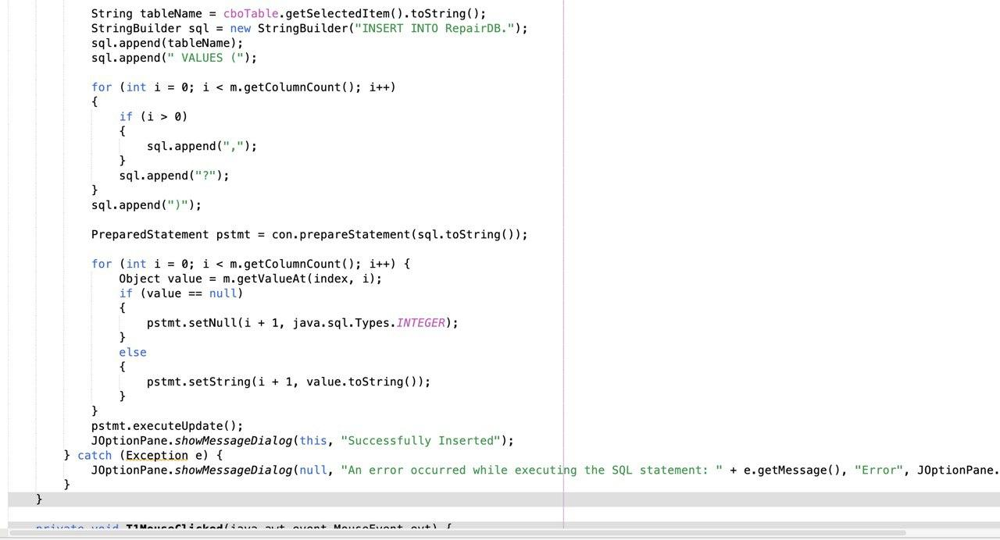 String tableName = cboTable.getSelectedItem().toString();
StringBuilder sql = new StringBuilder("INSERT INTO RepairDB.");
sql.append(tableName);
sql.append(" VALUES (");
for (int i = 0; i < m.getColumnCount(); i++)
{
if (i > 0)
{
sql.append(",");
}
sql.append("?");
}
sql.append(")");
PreparedStatement pstmt = con.prepareStatement(sql.toString());
for (int i = 0; i < m.getColumnCount(); i++) {
Object value = m.getValueAt(index, i);
if (value == null)
{
pstmt.setNull(i + 1, java.sql.Types.INTEGER);
}
else
{
pstmt.setString(i + 1, value.toString());
}
}
pstmt.executeUpdate();
JOptionPane.showMessageDialog(this, "Successfully Inserted");
} catch (Exception e) {
JOptionPane.showMessageDialog(null, "An error occurred while executing the SQL statement: " + e.getMessage(), "Error", JOptionPane.
}
}
private void T1MouseClicked(java.awt.event.MouseEvent evt) {